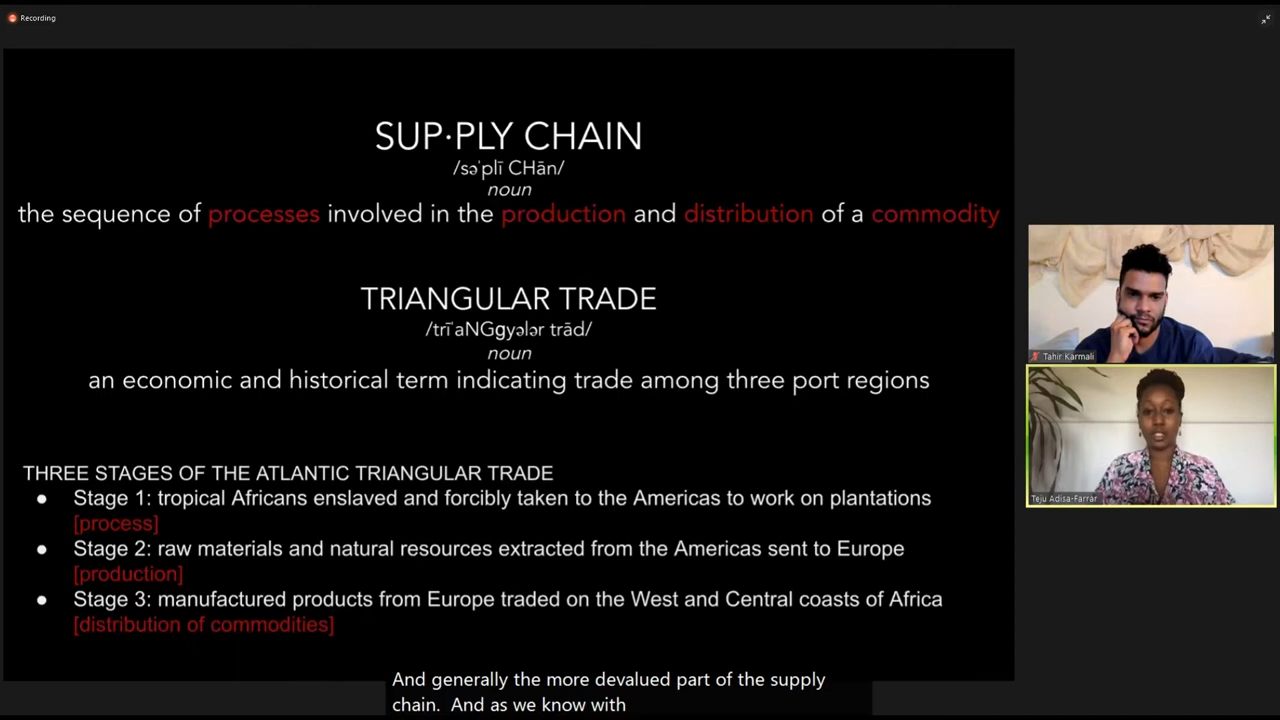 Recording
SUP·PLY CHAIN
/səˈplī CHān/
noun
the sequence of processes involved in the production and distribution of a commodity
TRIANGULAR TRADE
/trīˈaNGgyələr trād/
noun
an economic and historical term indicating trade among three port regions
THREE STAGES OF THE ATLANTIC TRIANGULAR TRADE
● Stage 1: tropical Africans enslaved and forcibly taken to the Americas to work on plantations
[process]
● Stage 2: raw materials and natural resources extracted from the Americas sent to Europe
[production]
● Stage 3: manufactured products from Europe traded on the West and Central coasts of Africa
[distribution of commodities]
Tahir Karmali
Teju Adisa-Farrar
And generally the more devalued part of the supply
chain. And as we know with